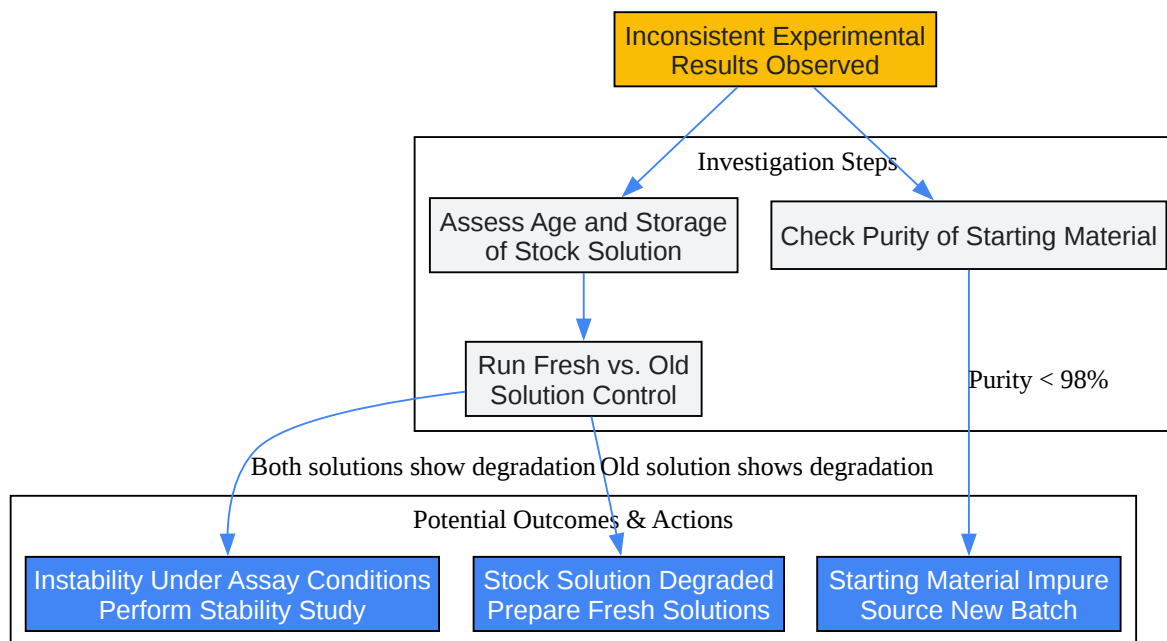 Inconsistent Experimental
Results Observed
Investigation Steps
Assess Age and Storage
of Stock Solution
Check Purity of Starting Material
Run Fresh vs. Old
Solution Control
Purity < 98%
Both solutions show degradation
Old solution shows degradation
Potential Outcomes & Actions
Instability Under Assay Conditions
Perform Stability Study
Stock Solution Degraded
Prepare Fresh Solutions
Starting Material Impure
Source New Batch